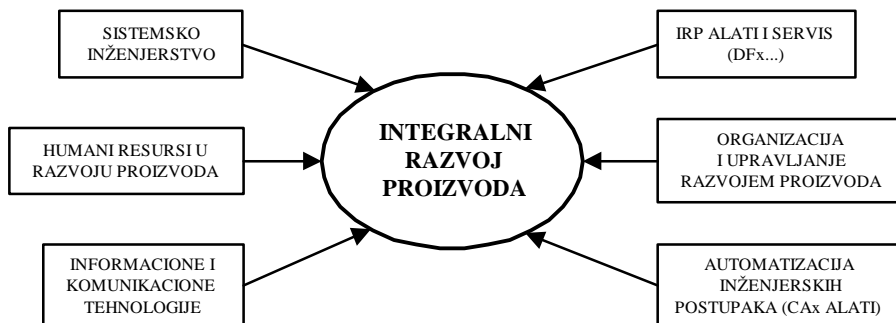 SISTEMSKO
INŽENJERSTVO
IRP ALATI I SERVIS
(DFx...)
HUMANI RESURSI U
RAZVOJU PROIZVODA
INTEGRALNI
RAZVOJ
PROIZVODA
ORGANIZACIJA
I UPRAVLJANJE
RAZVOJEM PROIZVODA
INFORMACIONE I
KOMUNIKACIONE
TEHNOLOGIJE
AUTOMATIZACIJA
INŽENJERSKIH
POSTUPAKA (CAx ALATI)